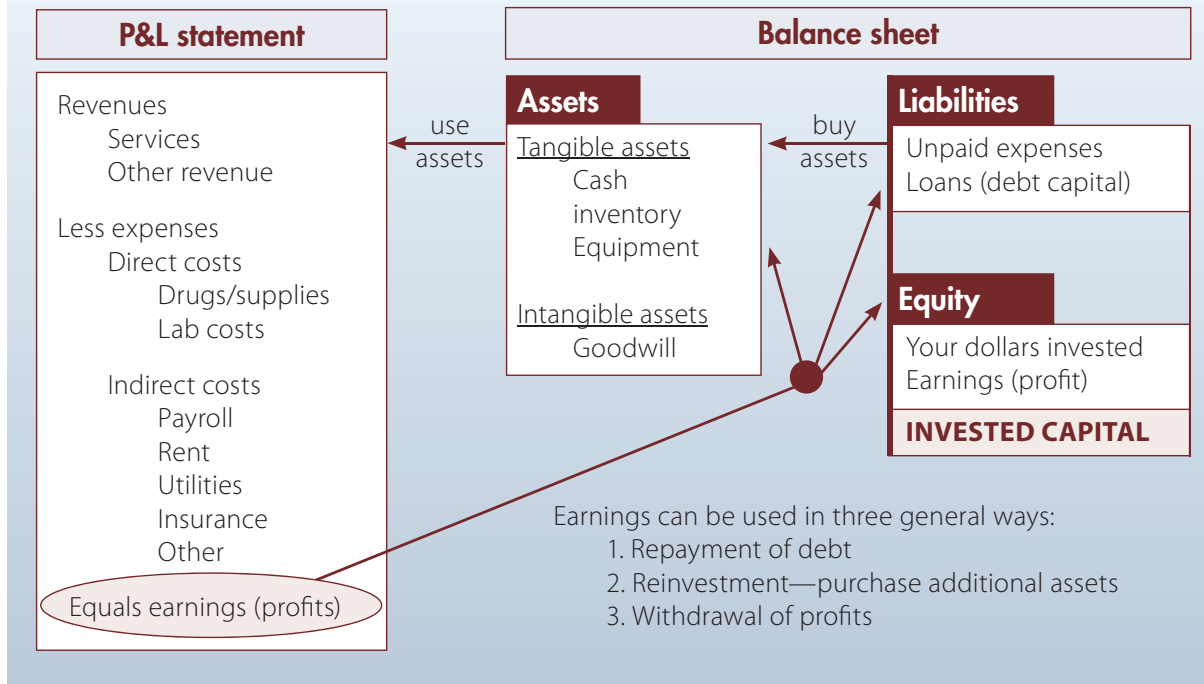 P&L statement
Balance sheet
Revenues
Services
Other revenue
Less expenses
Direct costs
Drugs/supplies
Lab costs
Indirect costs
Payroll
Rent
Utilities
Insurance
Other
Equals earnings (profits)
use
assets
Assets
Tangible assets
Cash
inventory
Equipment
Intangible assets
Goodwill
buy
assets
Liabilities
Unpaid expenses
Loans (debt capital)
Equity
Your dollars invested
Earnings (profit)
INVESTED CAPITAL
Earnings can be used in three general ways:
1. Repayment of debt
2. Reinvestment—purchase additional assets
3. Withdrawal of profits